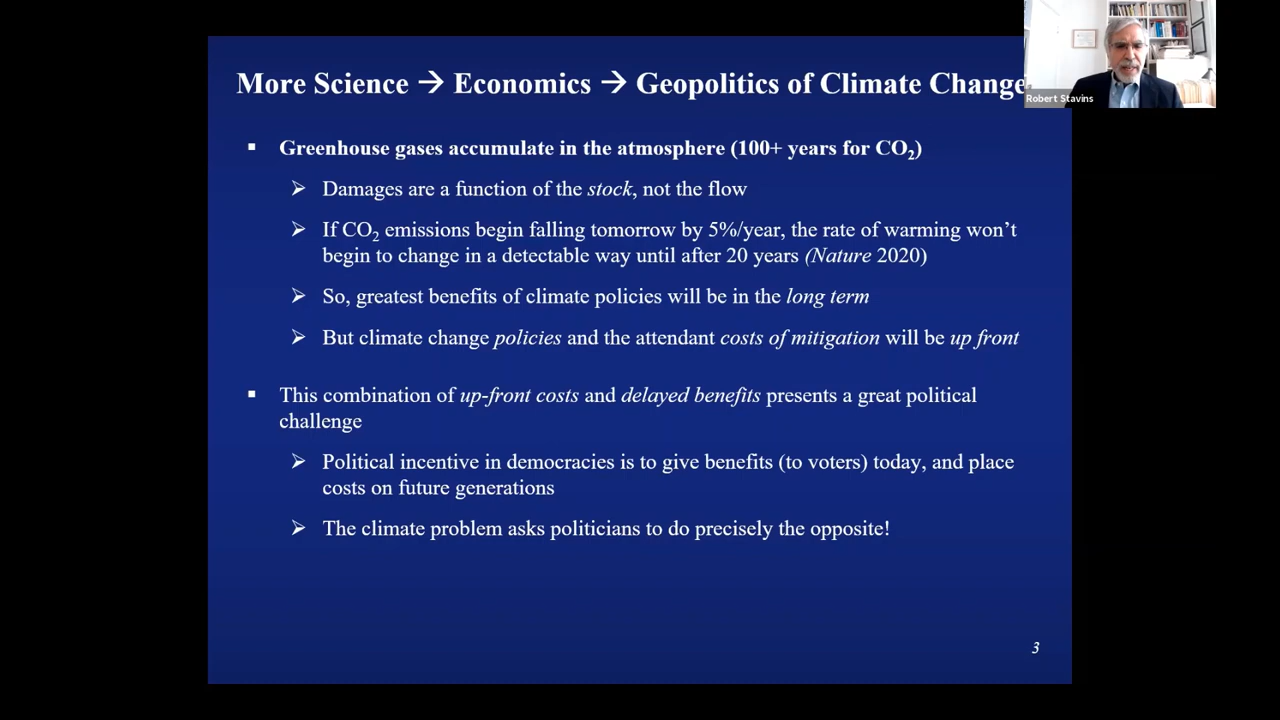 More Science → Economics → Geopolitics of Climate Change
Robert Stavins
▪ Greenhouse gases accumulate in the atmosphere (100+ years for CO₂)
➢ Damages are a function of the stock, not the flow
➢ If CO₂ emissions begin falling tomorrow by 5%/year, the rate of warming won’t
begin to change in a detectable way until after 20 years (Nature 2020)
➢ So, greatest benefits of climate policies will be in the long term
➢ But climate change policies and the attendant costs of mitigation will be up front
▪ This combination of up-front costs and delayed benefits presents a great political
challenge
➢ Political incentive in democracies is to give benefits (to voters) today, and place
costs on future generations
➢ The climate problem asks politicians to do precisely the opposite!
3